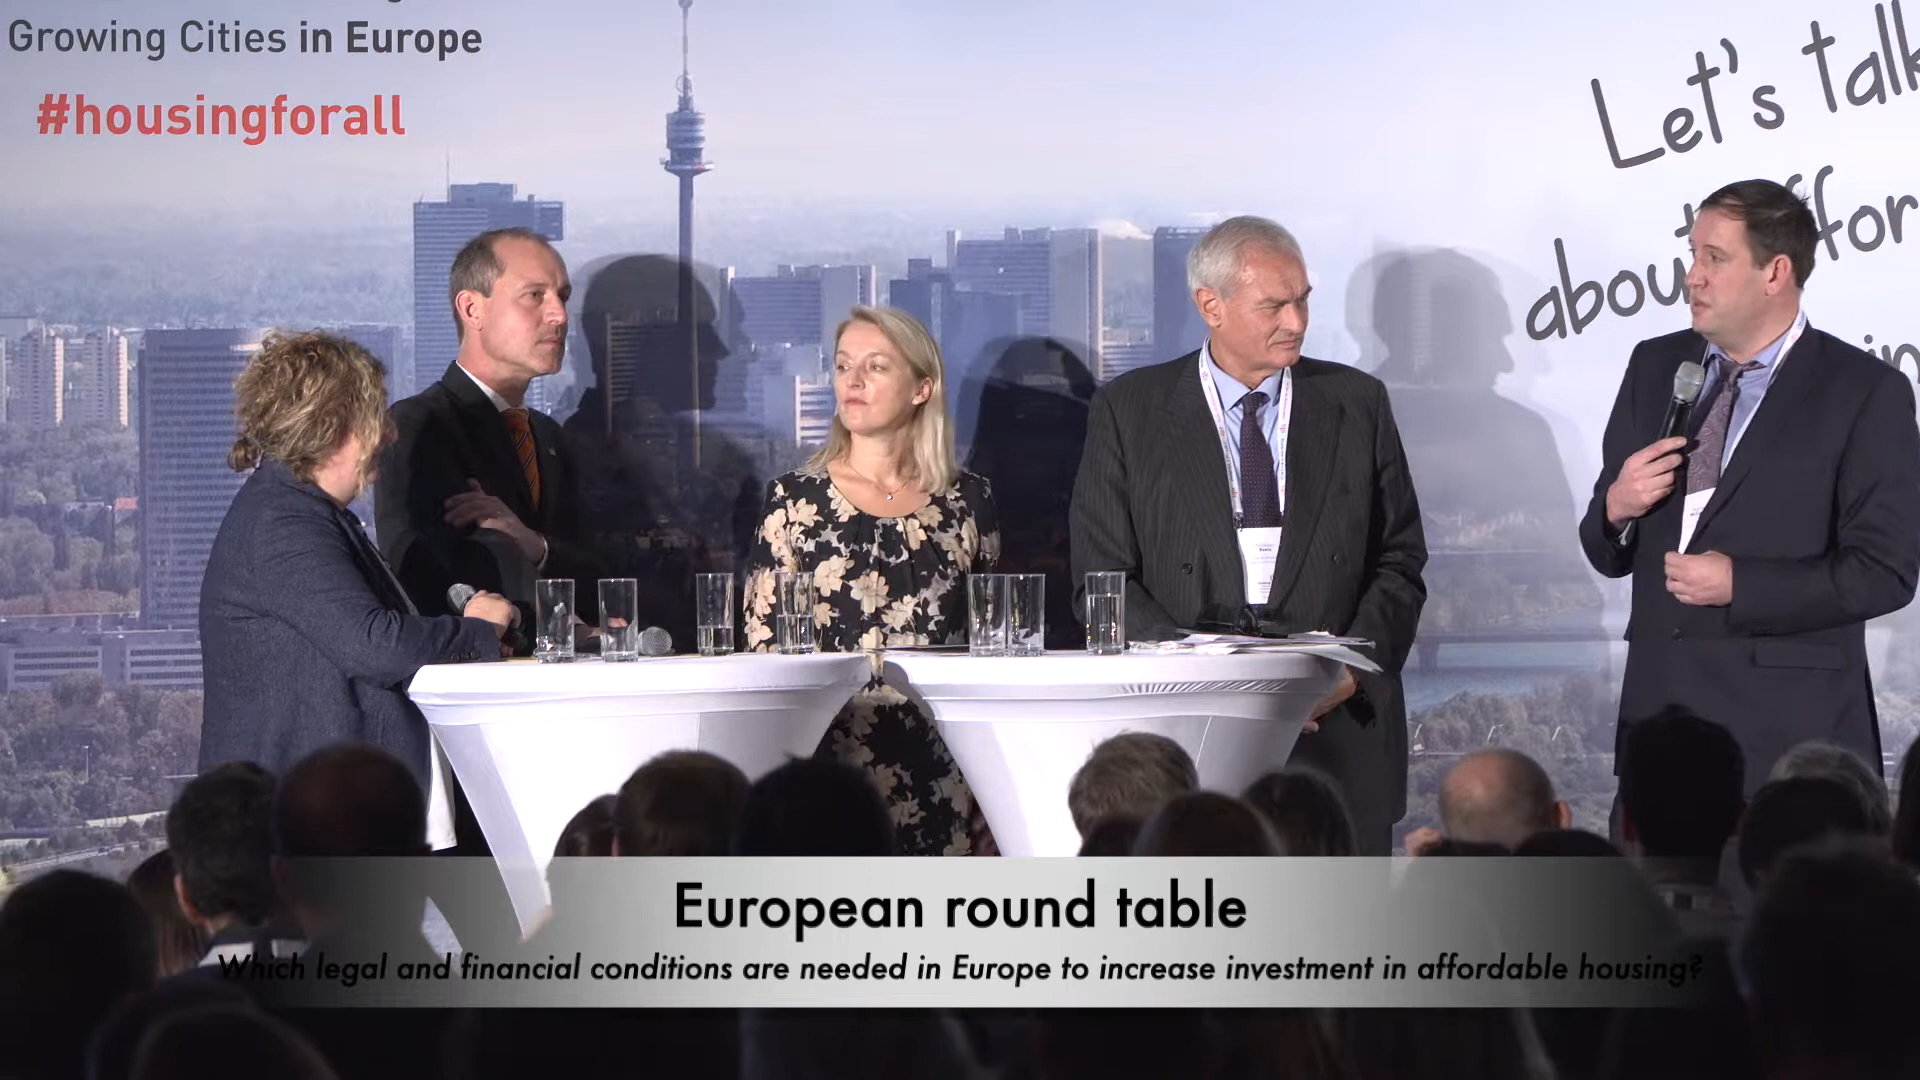 Growing Cities in Europe
#housingforall
Let's talk
about
European round table
Which legal and financial conditions are needed in Europe to increase investment in affordable housing?